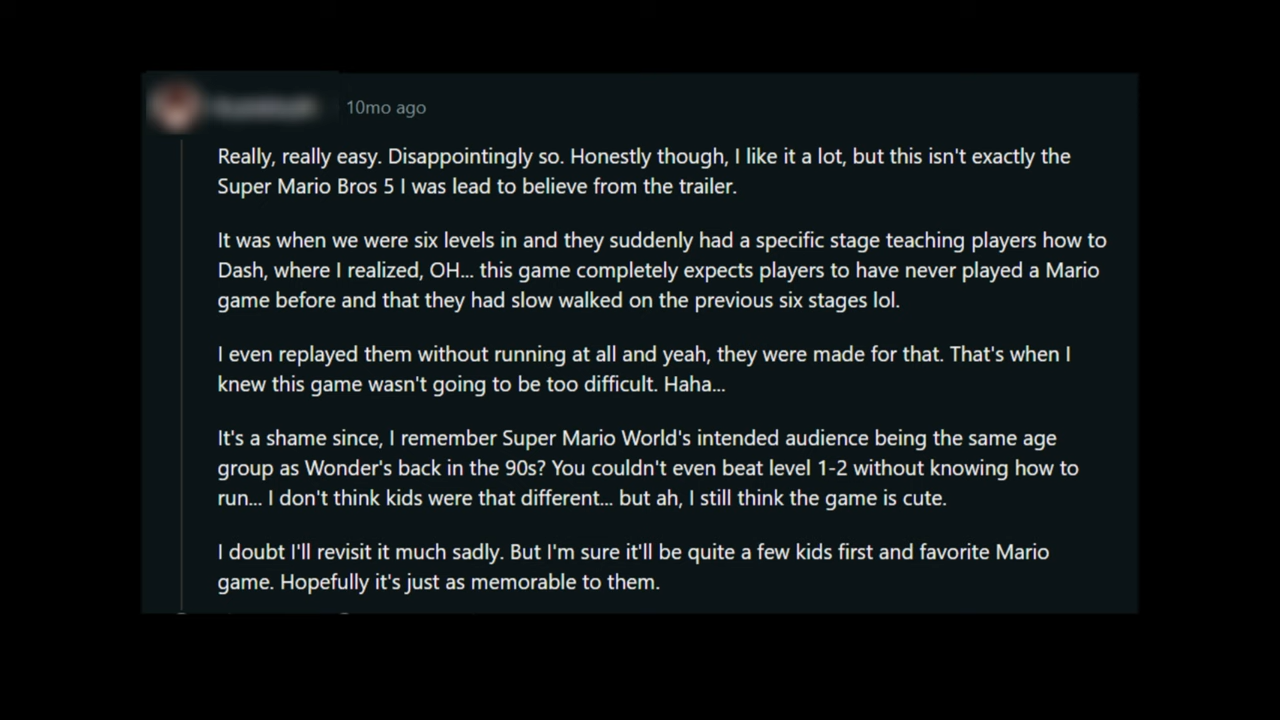 10mo ago
Really, really easy. Disappointingly so. Honestly though, I like it a lot, but this isn't exactly the
Super Mario Bros 5 I was lead to believe from the trailer.
It was when we were six levels in and they suddenly had a specific stage teaching players how to
Dash, where I realized, OH... this game completely expects players to have never played a Mario
game before and that they had slow walked on the previous six stages lol.
I even replayed them without running at all and yeah, they were made for that. That's when I
knew this game wasn't going to be too difficult. Haha...
It's a shame since, I remember Super Mario World's intended audience being the same age
group as Wonder's back in the 90s? You couldn't even beat level 1-2 without knowing how to
run... I don't think kids were that different... but ah, I still think the game is cute.
I doubt I'll revisit it much sadly. But I'm sure it'll be quite a few kids first and favorite Mario
game. Hopefully it's just as memorable to them.